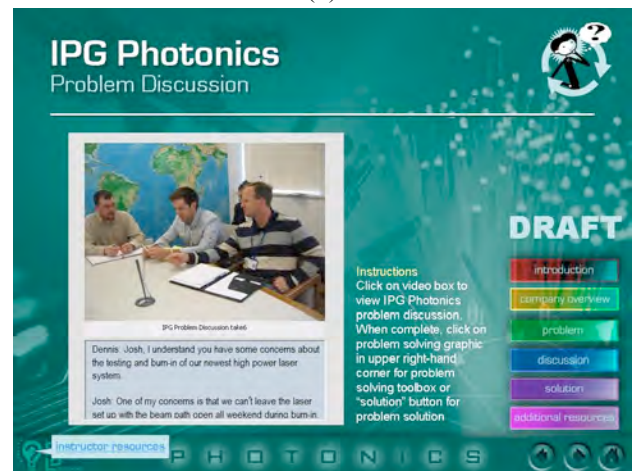 IPG Photonics
Problem Discussion
?
IPG Problem Discussion take6
Dennis: Josh, I understand you have some concerns about
the testing and burn-in of our newest high power laser
system.
Josh: One of my concerns is that we can't leave the laser
set up with the beam path open all weekend during burn-in
Instructions
Click on video box to
view IPG Photonics
problem discussion.
When complete, click on
problem solving graphic
in upper right-hand
corner for problem
solving toolbox or
"solution" button for
problem solution
DRAFT
introduction
company overview
problem
discussion
solution
additional resources
instructor resources
PHOTONICS